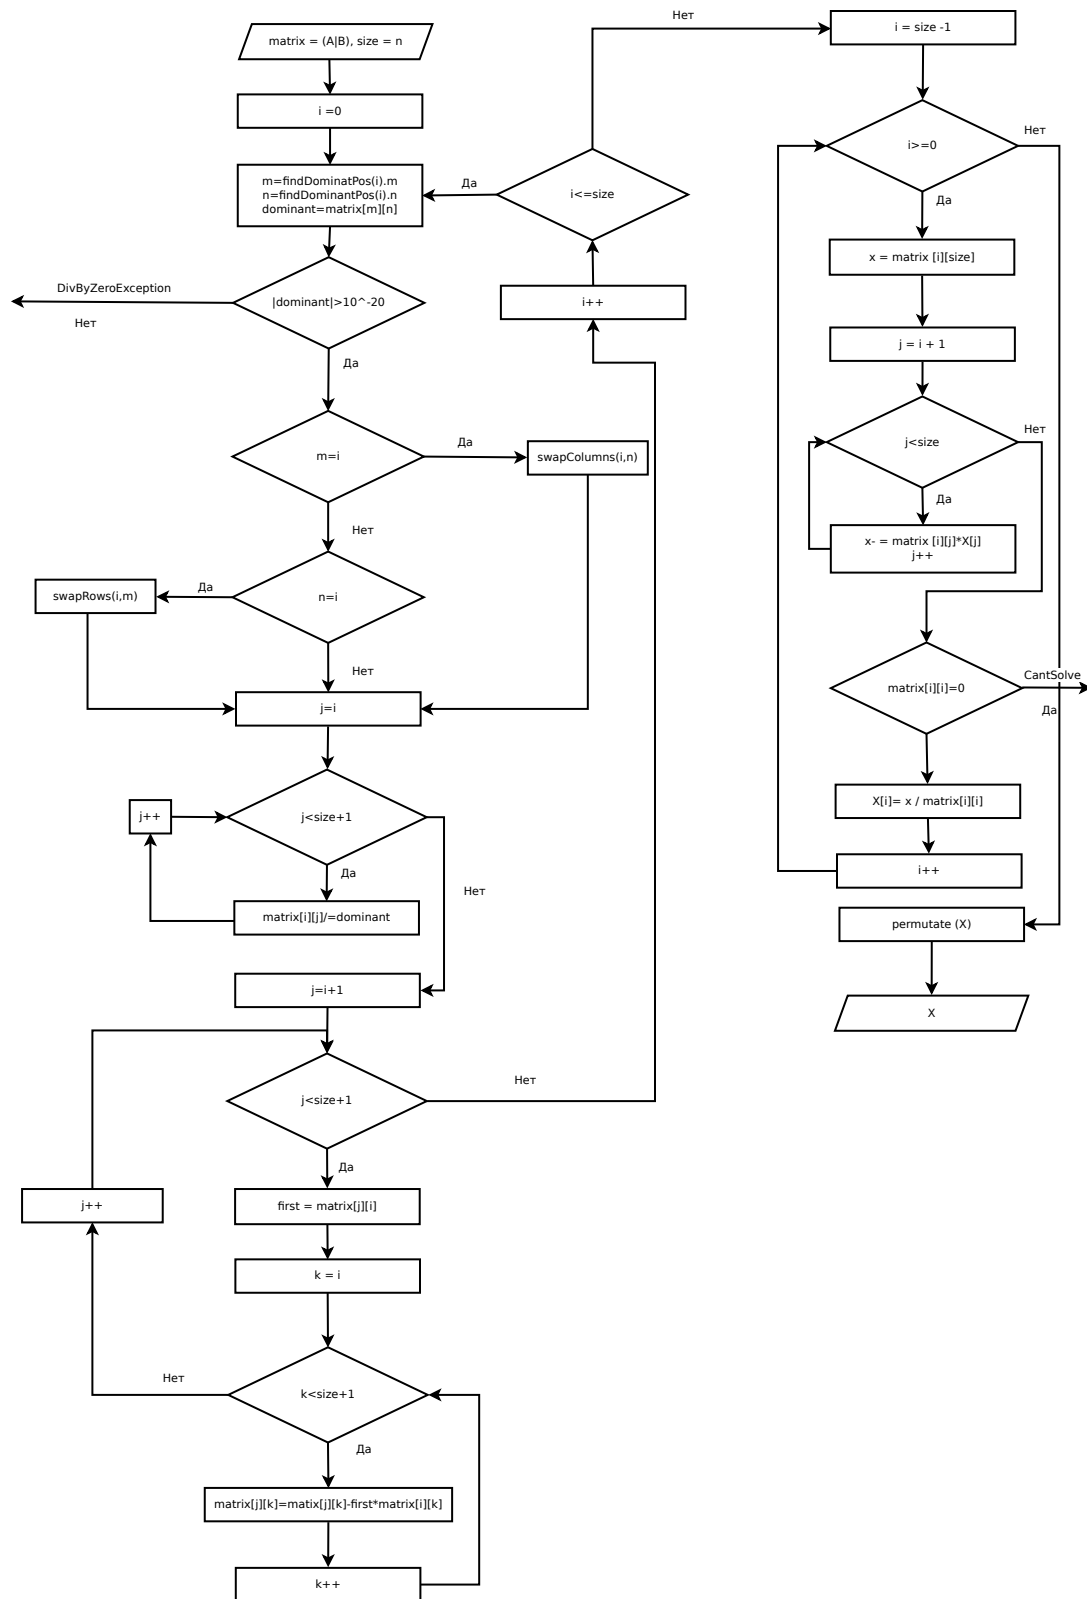 matrix = (A|B), size = n
i =0
m=findDominatPos(i).m
n=findDominantPos(i).n
dominant=matrix[m][n]
|dominant|>10^-20
DivByZeroException
Нет
Да
m=i
Да
swapColumns(i,n)
Нет
n=i
Да
swapRows(i,m)
Нет
j=i
j<size+1
j++
Да
matrix[i][j]/=dominant
Нет
j=i+1
j<size+1
Нет
Да
first = matrix[j][i]
j++
k = i
k<size+1
Нет
Да
matrix[j][k]=matix[j][k]-first*matrix[i][k]
k++
i++
i<=size
Да
Нет
i = size -1
i>=0
Нет
Да
x = matrix [i][size]
j = i + 1
j<size
Нет
Да
x- = matrix [i][j]*X[j]
j++
matrix[i][i]=0
CantSolve
Да
X[i]= x / matrix[i][i]
i++
permutate (X)
X